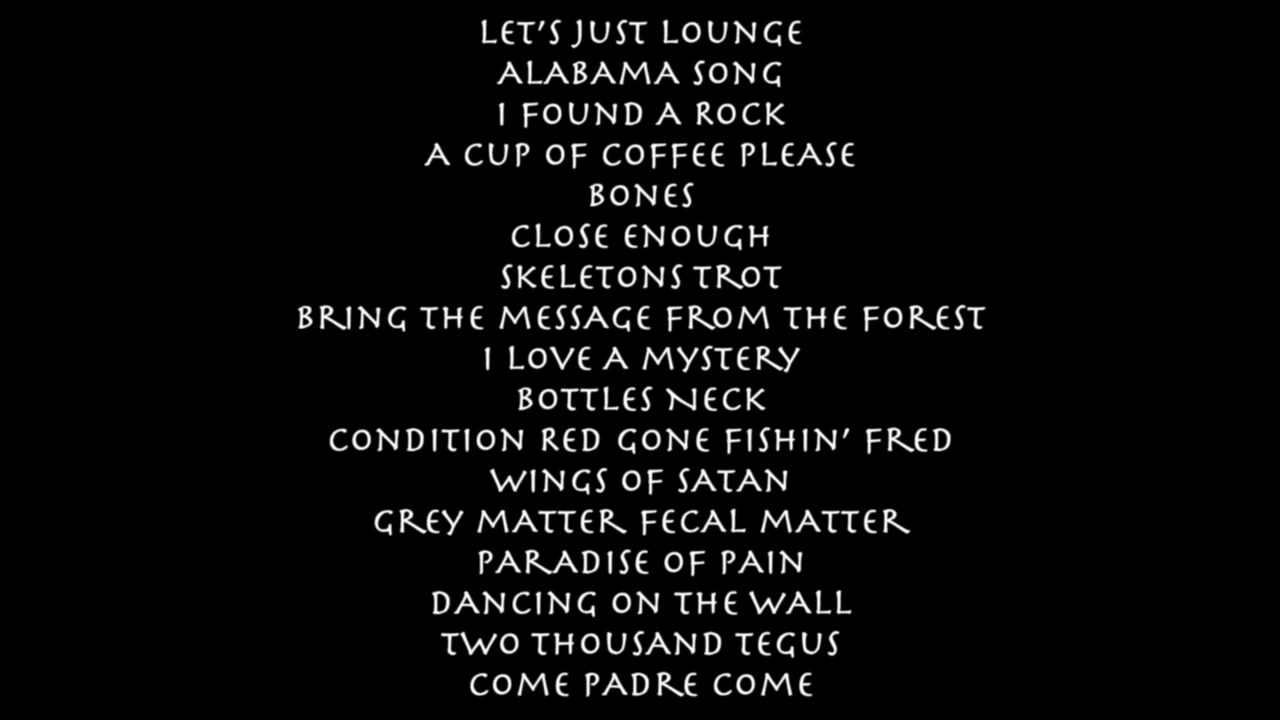 LET'S JUST LOUNGE
ALABAMA SONG
I FOUND A ROCK
A CUP OF COFFEE PLEASE
BONES
CLOSE ENOUGH
SKELETONS TROT
BRING THE MESSAGE FROM THE FOREST
I LOVE A MYSTERY
BOTTLES NECK
CONDITION RED GONE FISHIN' FRED
WINGS OF SATAN
GREY MATTER FECAL MATTER
PARADISE OF PAIN
DANCING ON THE WALL
TWO THOUSAND TEGUS
COME PADRE COME